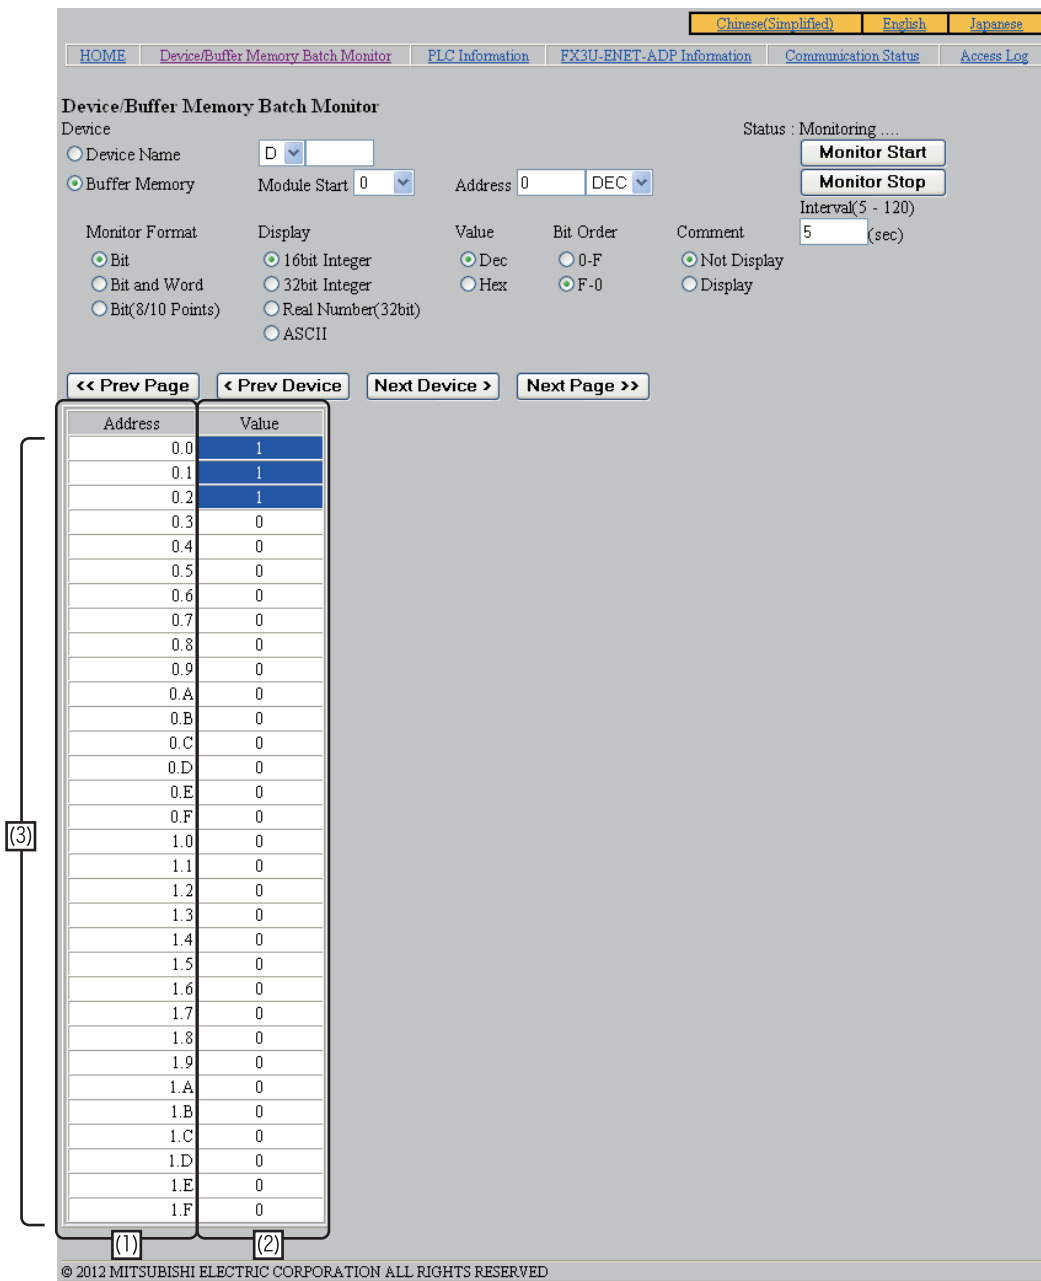 Chinese(Simplified) English Japanese
HOME Device/Buffer Memory Batch Monitor PLC Information FX3U-ENET-ADP Information Communication Status Access Log
Device/Buffer Memory Batch Monitor
Device Status : Monitoring ....
Device Name D Monitor Start
Buffer Memory Module Start 0 Address 0 DEC Monitor Stop
Interval(5 - 120)
5 (sec)
Monitor Format Display Value Bit Order Comment
Bit 16bit Integer Dec 0-F Not Display
Bit and Word 32bit Integer Hex F-0 Display
Bit(8/10 Points) Real Number(32bit)
ASCII
<< Prev Page < Prev Device Next Device > Next Page >>
Address Value
0.0 1
0.1 1
0.2 1
0.3 0
0.4 0
0.5 0
0.6 0
0.7 0
0.8 0
0.9 0
0.A 0
0.B 0
0.C 0
0.D 0
0.E 0
0.F 0
(3)
1.0 0
1.1 0
1.2 0
1.3 0
1.4 0
1.5 0
1.6 0
1.7 0
1.8 0
1.9 0
1.A 0
1.B 0
1.C 0
1.D 0
1.E 0
1.F 0
(1) (2)
© 2012 MITSUBISHI ELECTRIC CORPORATION ALL RIGHTS RESERVED